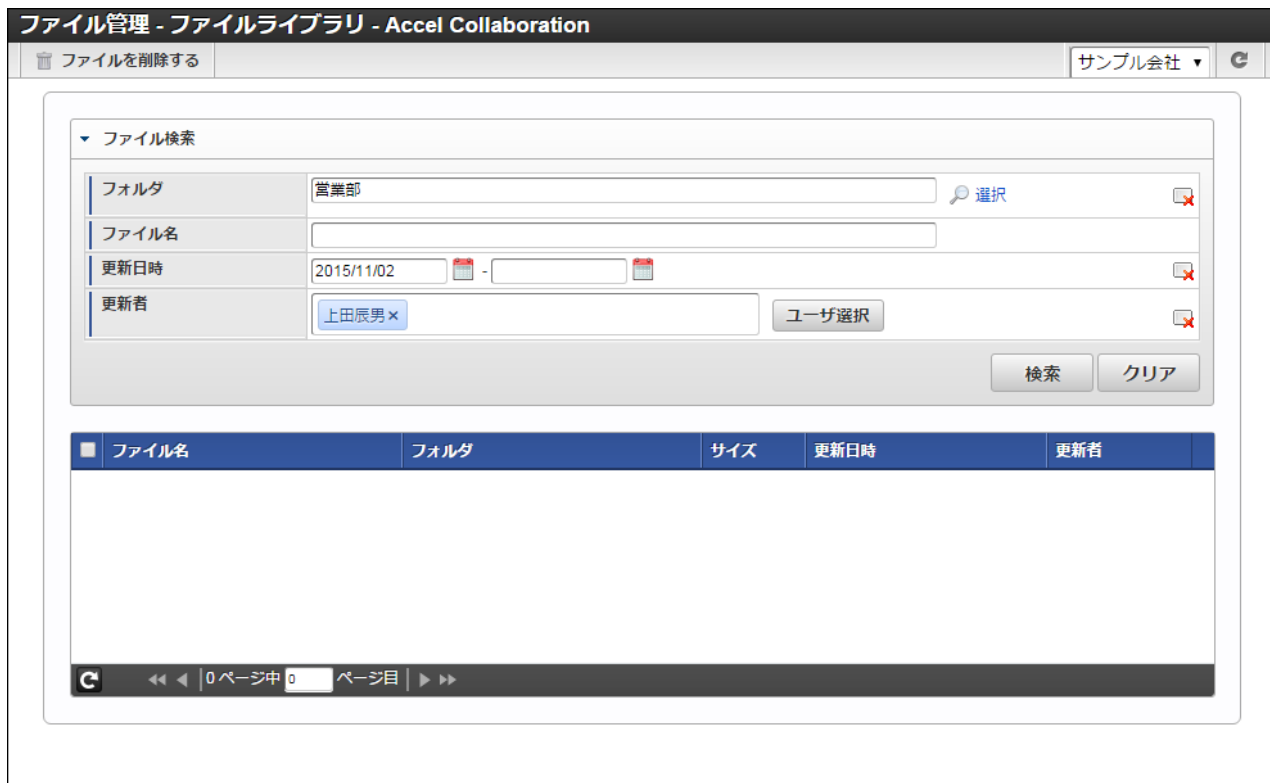 ファイル管理 - ファイルライブラリ - Accel Collaboration
ファイルを削除する サンプル会社
ファイル検索
フォルダ 営業部 選択
ファイル名
更新日時 2015/11/02 -
更新者 上田辰男× ユーザ選択
検索 クリア
ファイル名 フォルダ サイズ 更新日時 更新者
0 ページ中 0 ページ目